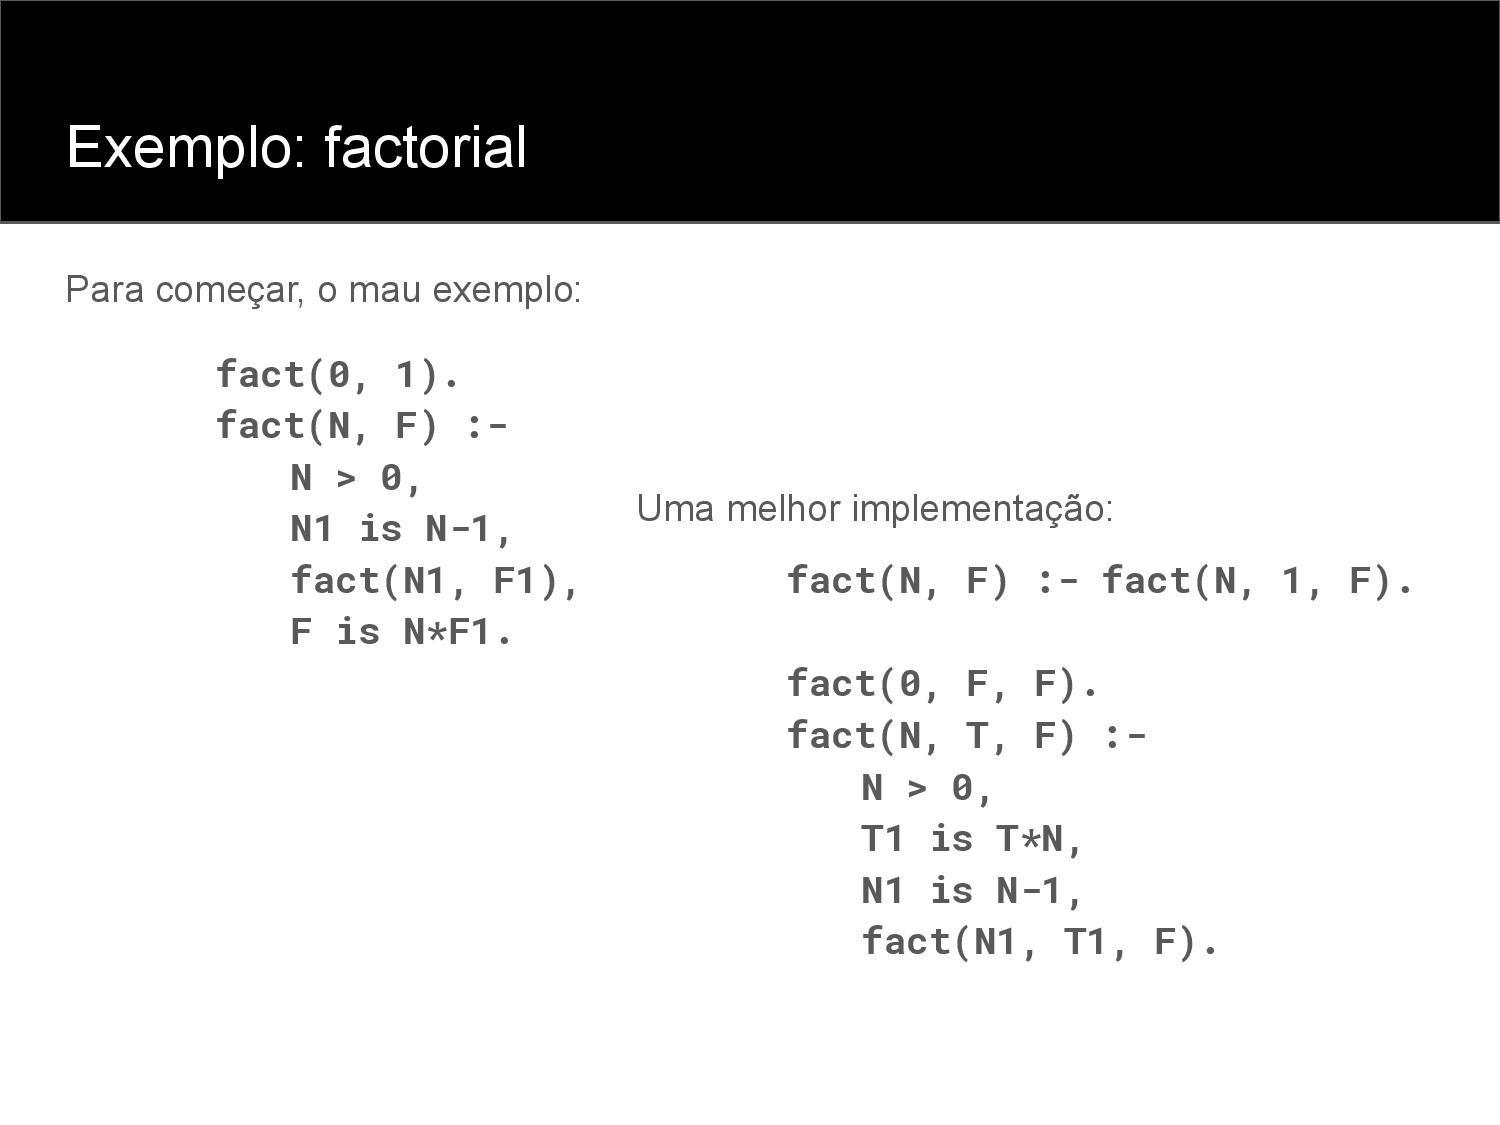 Exemplo: factorial
Para começar, o mau exemplo:
fact(0, 1).
fact(N, F) :-
N > 0,
N1 is N-1,
fact(N1, F1),
F is N*F1.
Uma melhor implementação:
fact(N, F) :- fact(N, 1, F).
fact(0, F, F).
fact(N, T, F) :-
N > 0,
T1 is T*N,
N1 is N-1,
fact(N1, T1, F).